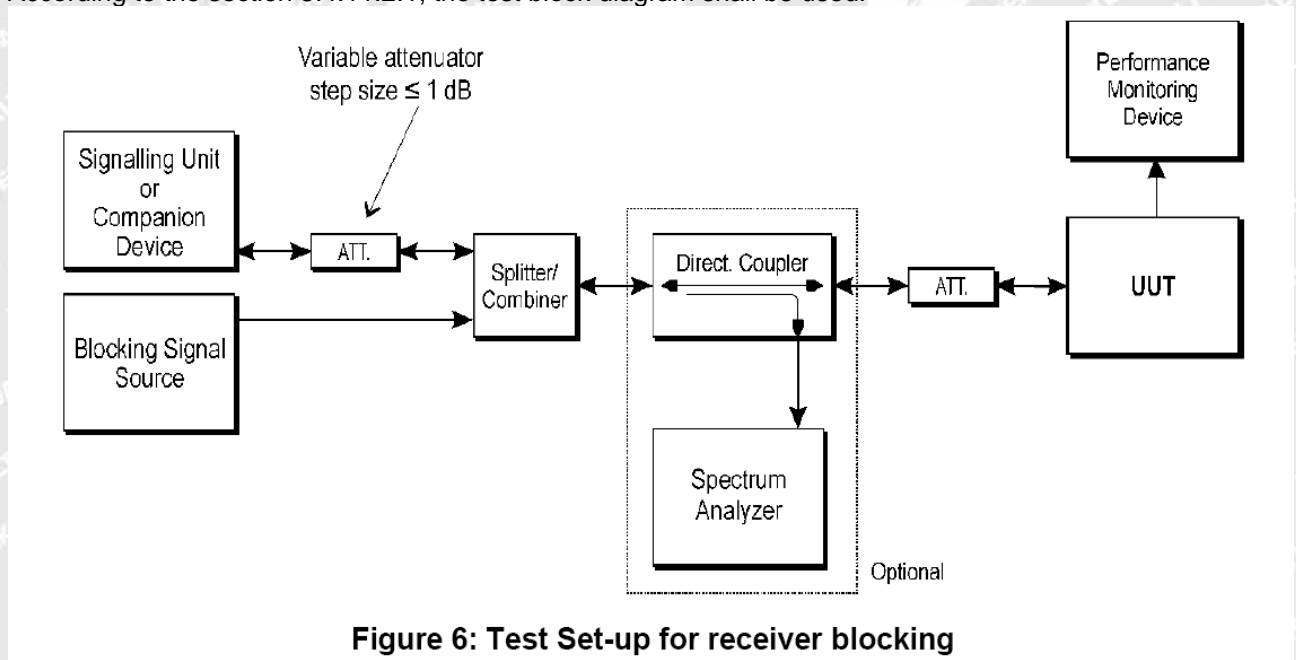 Variable attenuator
step size ≤ 1 dB
Performance
Monitoring
Device
Signalling Unit
or
Companion
Device
ATT.
Splitter/
Combiner
Direct. Coupler
ATT.
UUT
Blocking Signal
Source
Spectrum
Analyzer
Optional
Figure 6: Test Set-up for receiver blocking